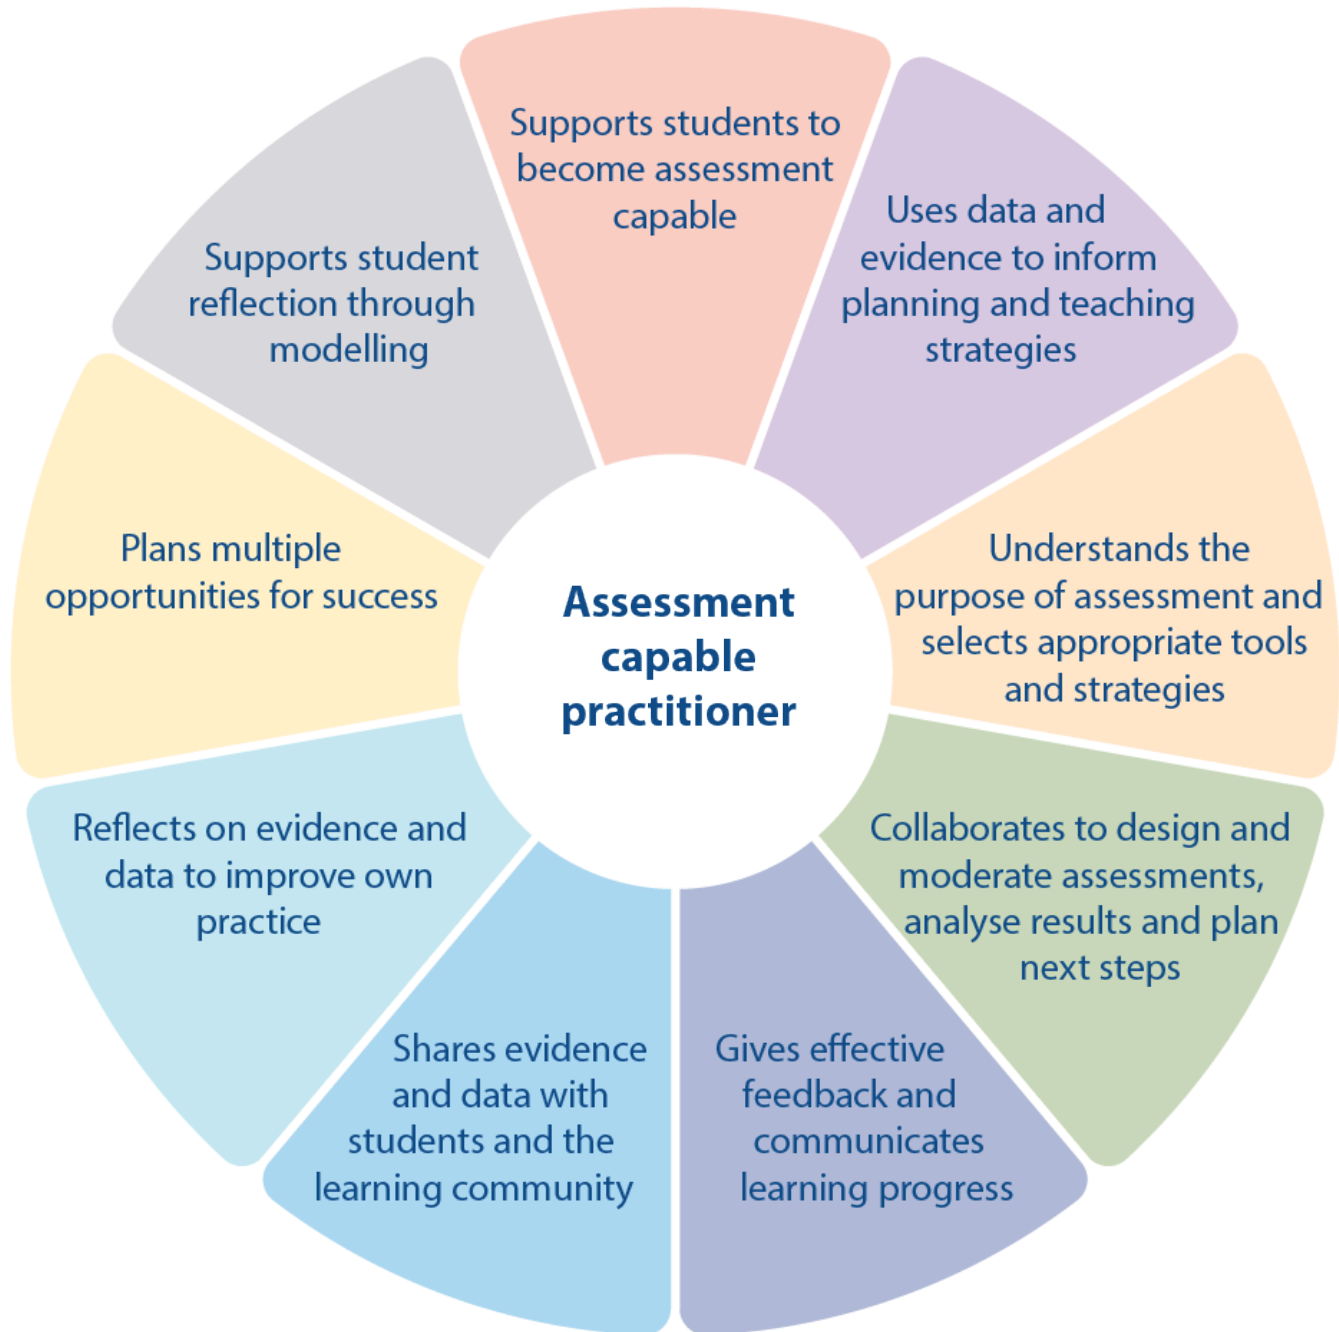 Supports students to
become assessment
capable
Uses data and
evidence to inform
planning and teaching
strategies
Understands the
purpose of assessment and
selects appropriate tools
and strategies
Collaborates to design and
moderate assessments,
analyse results and plan
next steps
Gives effective
feedback and
communicates
learning progress
Shares evidence
and data with
students and the
learning community
Reflects on evidence and
data to improve own
practice
Plans multiple
opportunities for success
Supports student
reflection through
modelling
Assessment
capable
practitioner